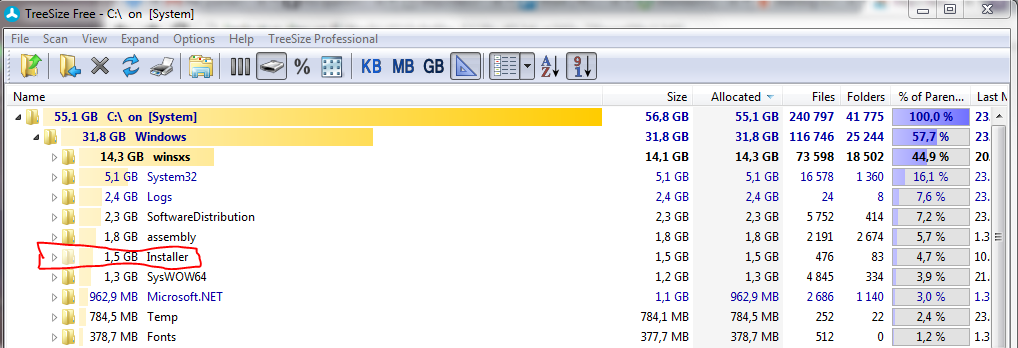 TreeSize Free - C:\ on [System]
File Scan View Expand Options Help TreeSize Professional
% KB MB GB A Z 9 1
Name Size Allocated Files Folders % of Paren... Last M
55,1 GB C:\ on [System] 56,8 GB 55,1 GB 240 797 41 775 100,0 % 23.
31,8 GB Windows 31,8 GB 31,8 GB 116 746 25 244 57,7 % 23.
14,3 GB winsxs 14,1 GB 14,3 GB 73 598 18 502 44,9 % 20.
5,1 GB System32 5,1 GB 5,1 GB 16 578 1 360 16,1 % 23.
2,4 GB Logs 2,4 GB 2,4 GB 24 8 7,6 % 23.
2,3 GB SoftwareDistribution 2,3 GB 2,3 GB 5 752 414 7,2 % 23.
1,8 GB assembly 1,8 GB 1,8 GB 2 191 2 674 5,7 % 1.3
1,5 GB Installer 1,5 GB 1,5 GB 476 83 4,7 % 10.
1,3 GB SysWOW64 1,2 GB 1,3 GB 4 845 334 3,9 % 21.
962,9 MB Microsoft.NET 1,1 GB 962,9 MB 2 686 1 140 3,0 % 1.3
784,5 MB Temp 784,1 MB 784,5 MB 252 22 2,4 % 23.
378,7 MB Fonts 377,7 MB 378,7 MB 512 0 1,2 % 1.3